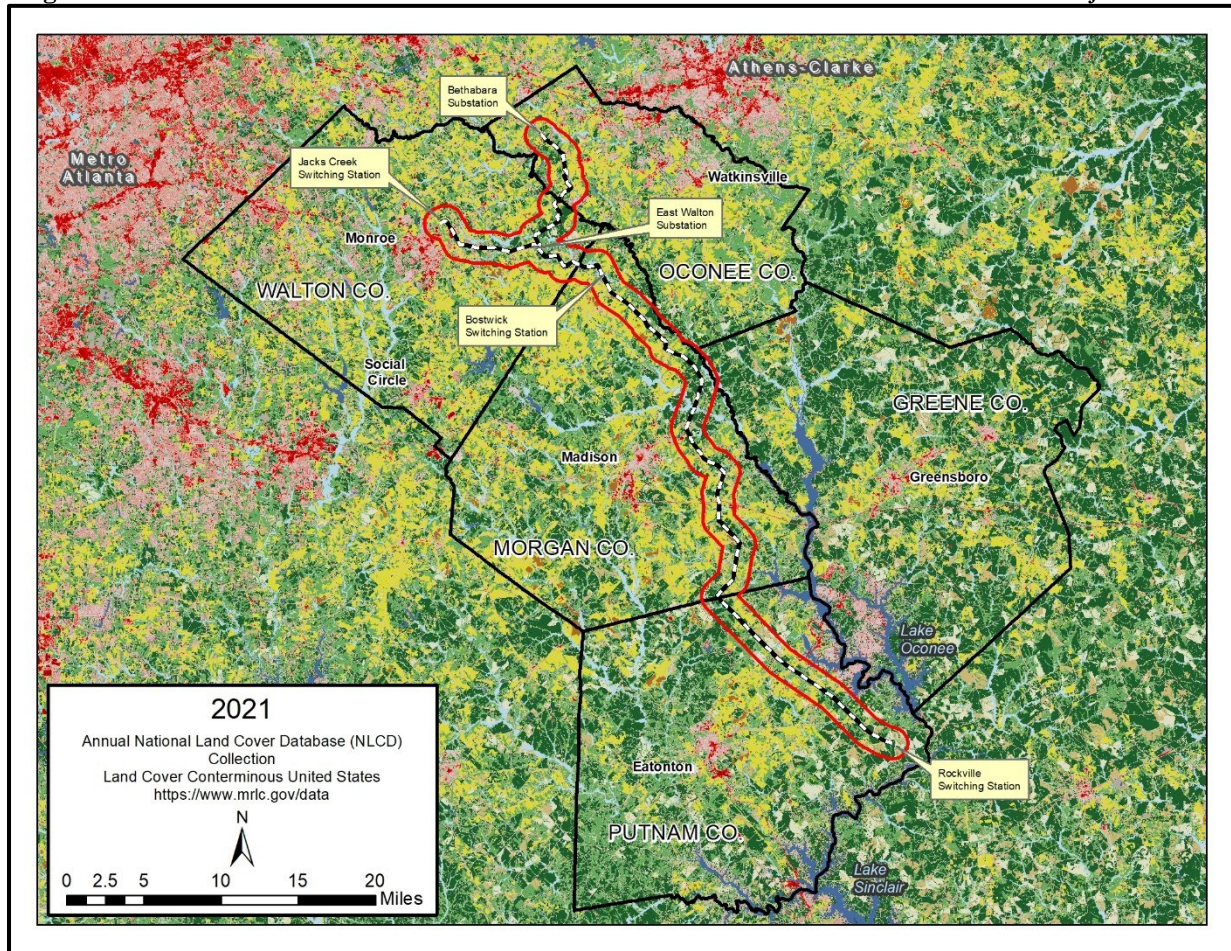 Athens-Clarke
Bethabara
Substation
Metro
Atlanta
Jacks Creek
Switching Station
Watkinsville
East Walton
Substation
Monroe
OCONEE CO.
WALTON CO.
Bostwick
Switching Station
Social
Circle
GREENE CO.
Madison
Greensboro
MORGAN CO.
Lake
Oconee
2021
Annual National Land Cover Database (NLCD)
Collection
Land Cover Conterminous United States
https://www.mrlc.gov/data
N
0 2.5 5 10 15 20
Miles
Eatonton
Rockville
Switching Station
PUTNAM CO.
Lake
Sinclair